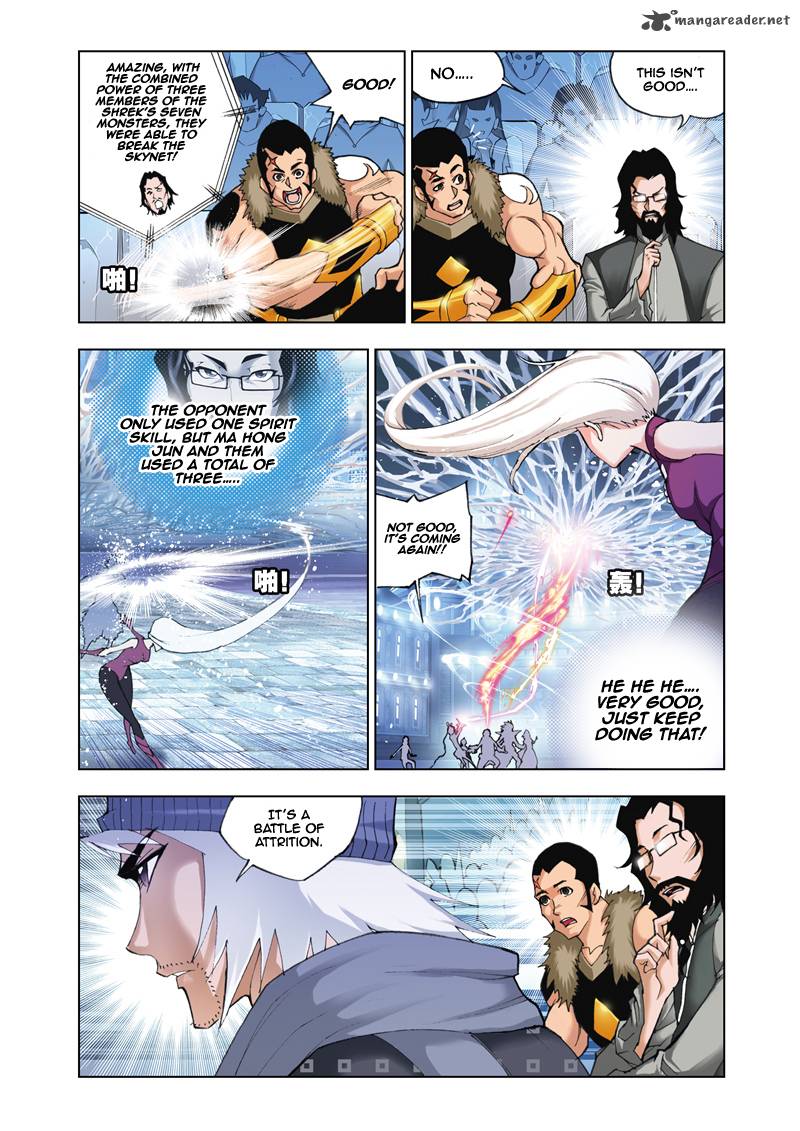 mangareader.net
AMAZING, WITH
THE COMBINED
POWER OF THREE
MEMBERS OF THE
SHREK'S SEVEN
MONSTERS, THEY
WERE ABLE TO
BREAK THE
SKYNET!
GOOD!
啪!
NO.....
THIS ISN'T
GOOD....
THE OPPONENT
ONLY USED ONE SPIRIT
SKILL, BUT MA HONG
JUN AND THEM
USED A TOTAL OF
THREE.....
啪!
NOT GOOD,
IT'S COMING
AGAIN!!
轰!
HE HE HE....
VERY GOOD,
JUST KEEP
DOING THAT!
IT'S A
BATTLE OF
ATTRITION.